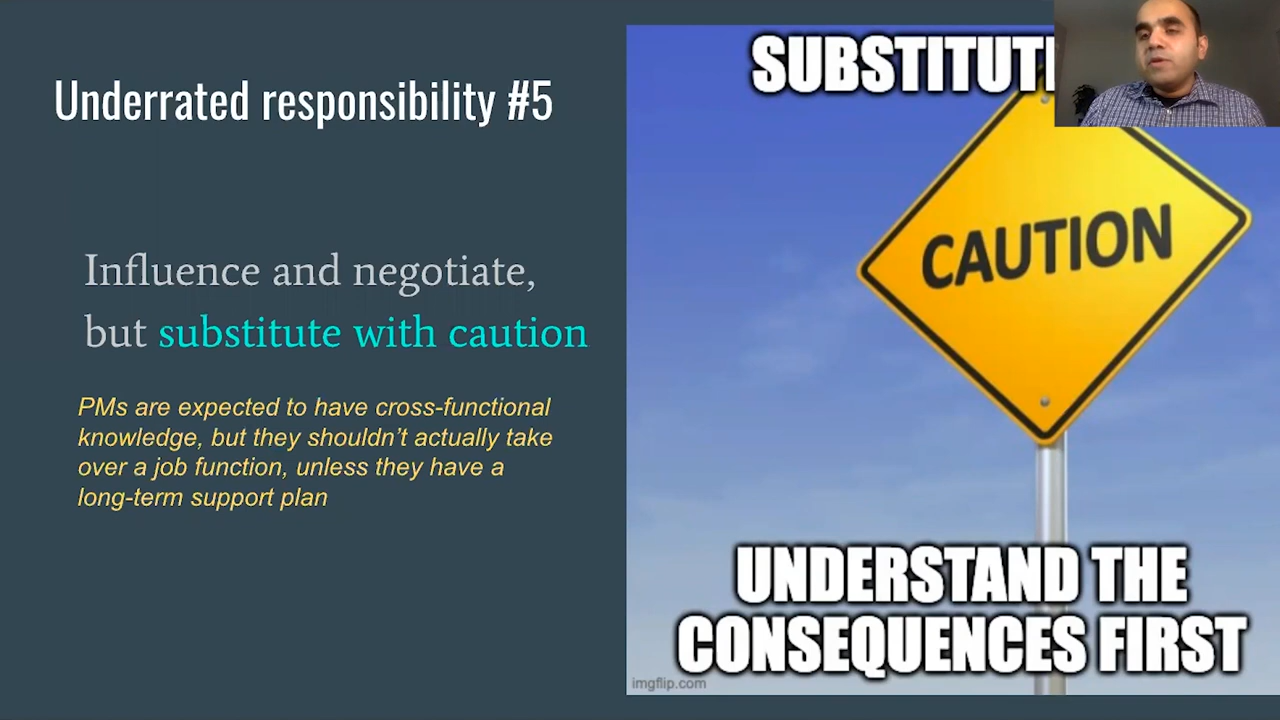 Underrated responsibility #5
Influence and negotiate,
but substitute with caution
PMs are expected to have cross-functional
knowledge, but they shouldn’t actually take
over a job function, unless they have a
long-term support plan
CAUTION
UNDERSTAND THE
CONSEQUENCES FIRST
imgflip.com